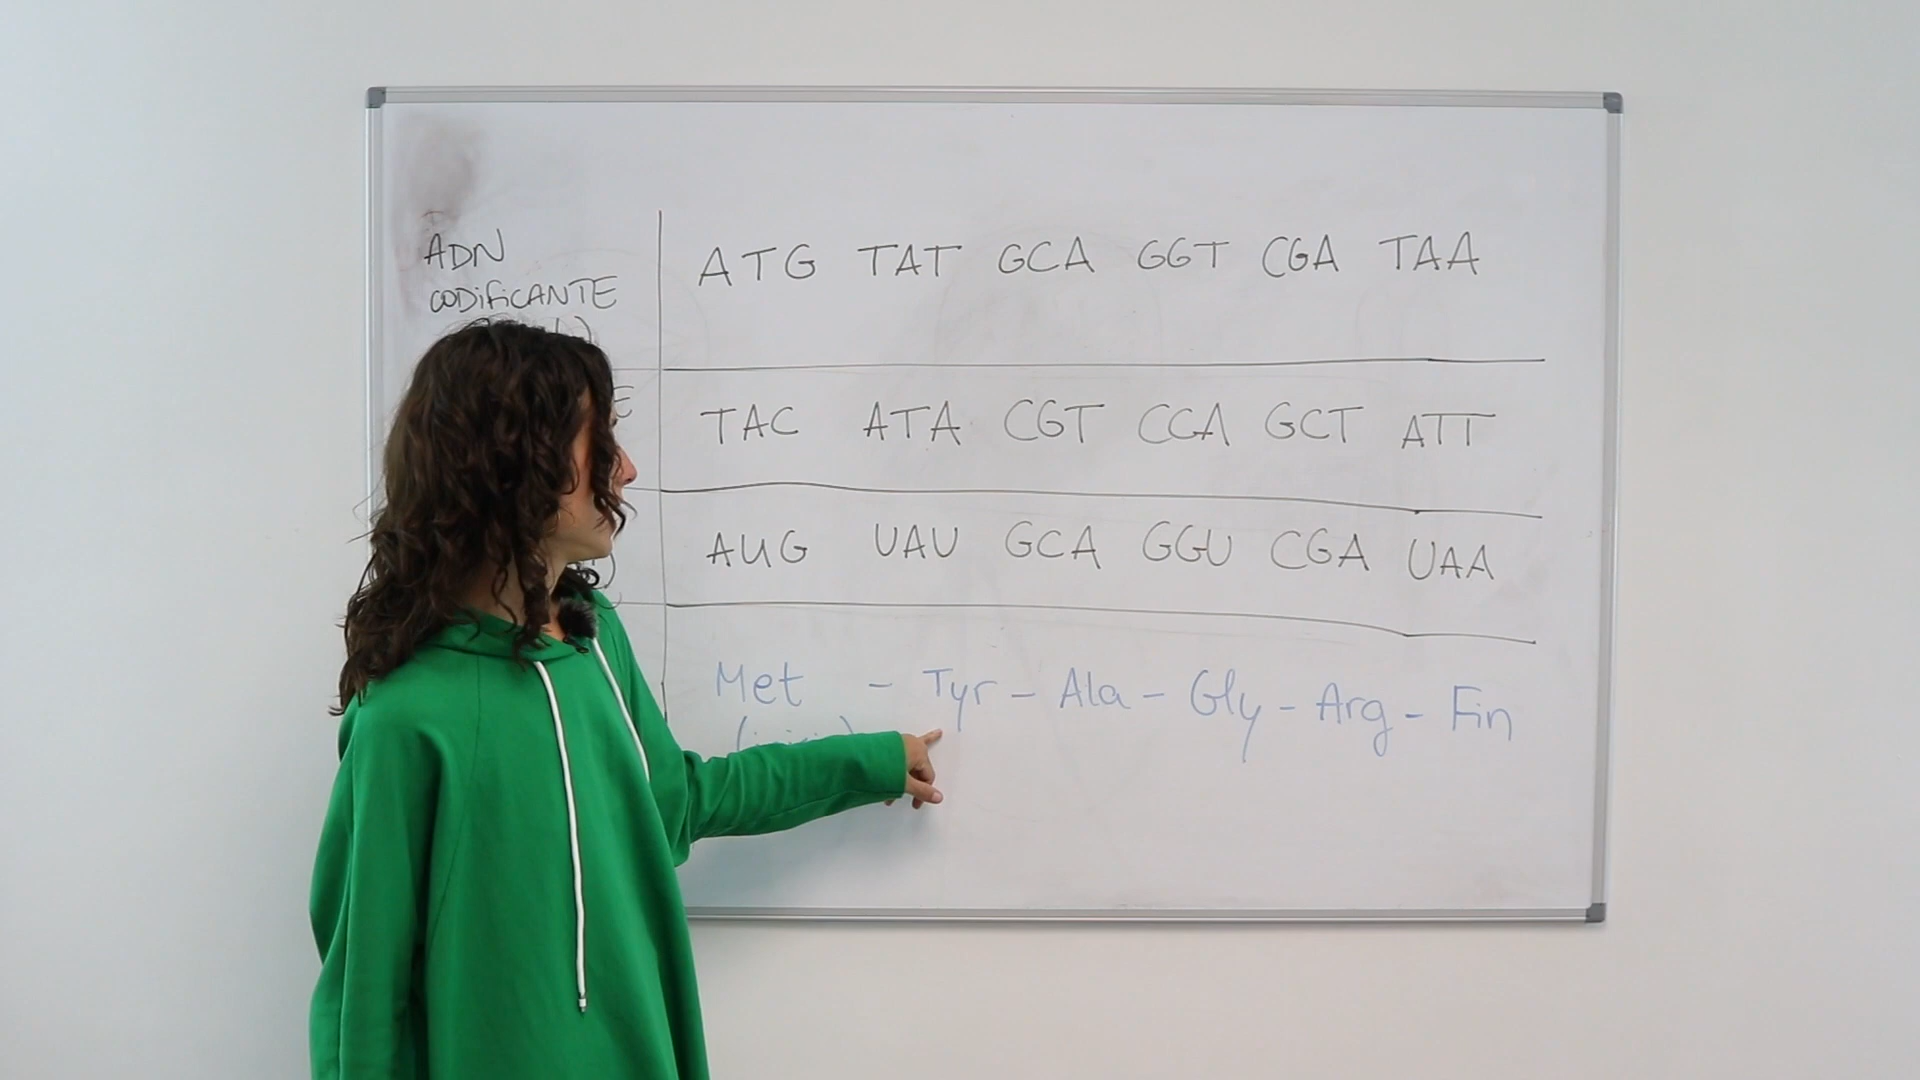 ADN
CODiFiCANTE
ATG TAT GCA GGT CGA TAA
TAC ATA CGT CCA GCT ATT
AUG UAU GCA GGU CGA UAA
Met - Tyr - Ala - Gly - Arg - Fin